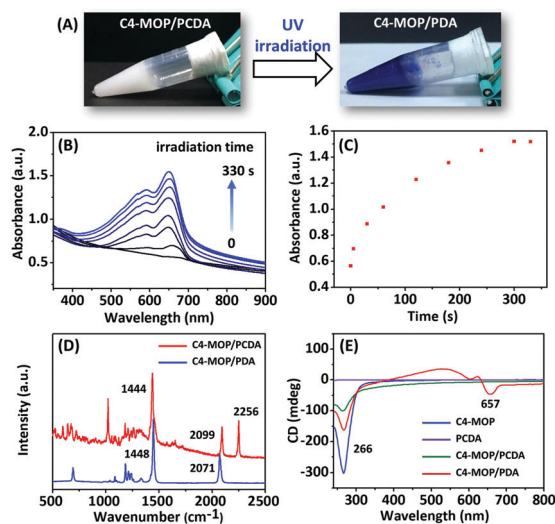 (A) C4-MOP/PCDA UV irradiation C4-MOP/PDA
(B) irradiation time
330 s
0
Absorbance (a.u.)
2.0
1.5
1.0
0.5
400 500 600 700 800 900
Wavelength (nm)
(C)
Absorbance (a.u.)
1.6
1.4
1.2
1.0
0.8
0.6
0.4
0 100 200 300
Time (s)
(D) C4-MOP/PCDA
C4-MOP/PDA
Intensity (a.u.)
1444
2256
2099
1448
2071
500 1000 1500 2000 2500
Wavenumber (cm⁻¹)
(E)
CD (mdeg)
100
0
-100
-200
-300
-400
657
266
C4-MOP
PCDA
C4-MOP/PCDA
C4-MOP/PDA
300 400 500 600 700 800
Wavelength (nm)